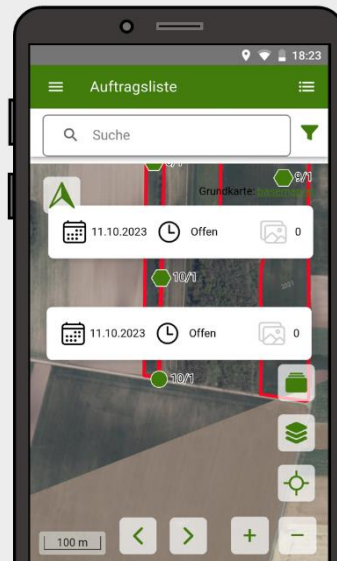 18:23
Auftragsliste
Suche
9/1
Grundkarte:
11.10.2023 Offen 0
10/1
11.10.2023 Offen 0
10/1
100 m